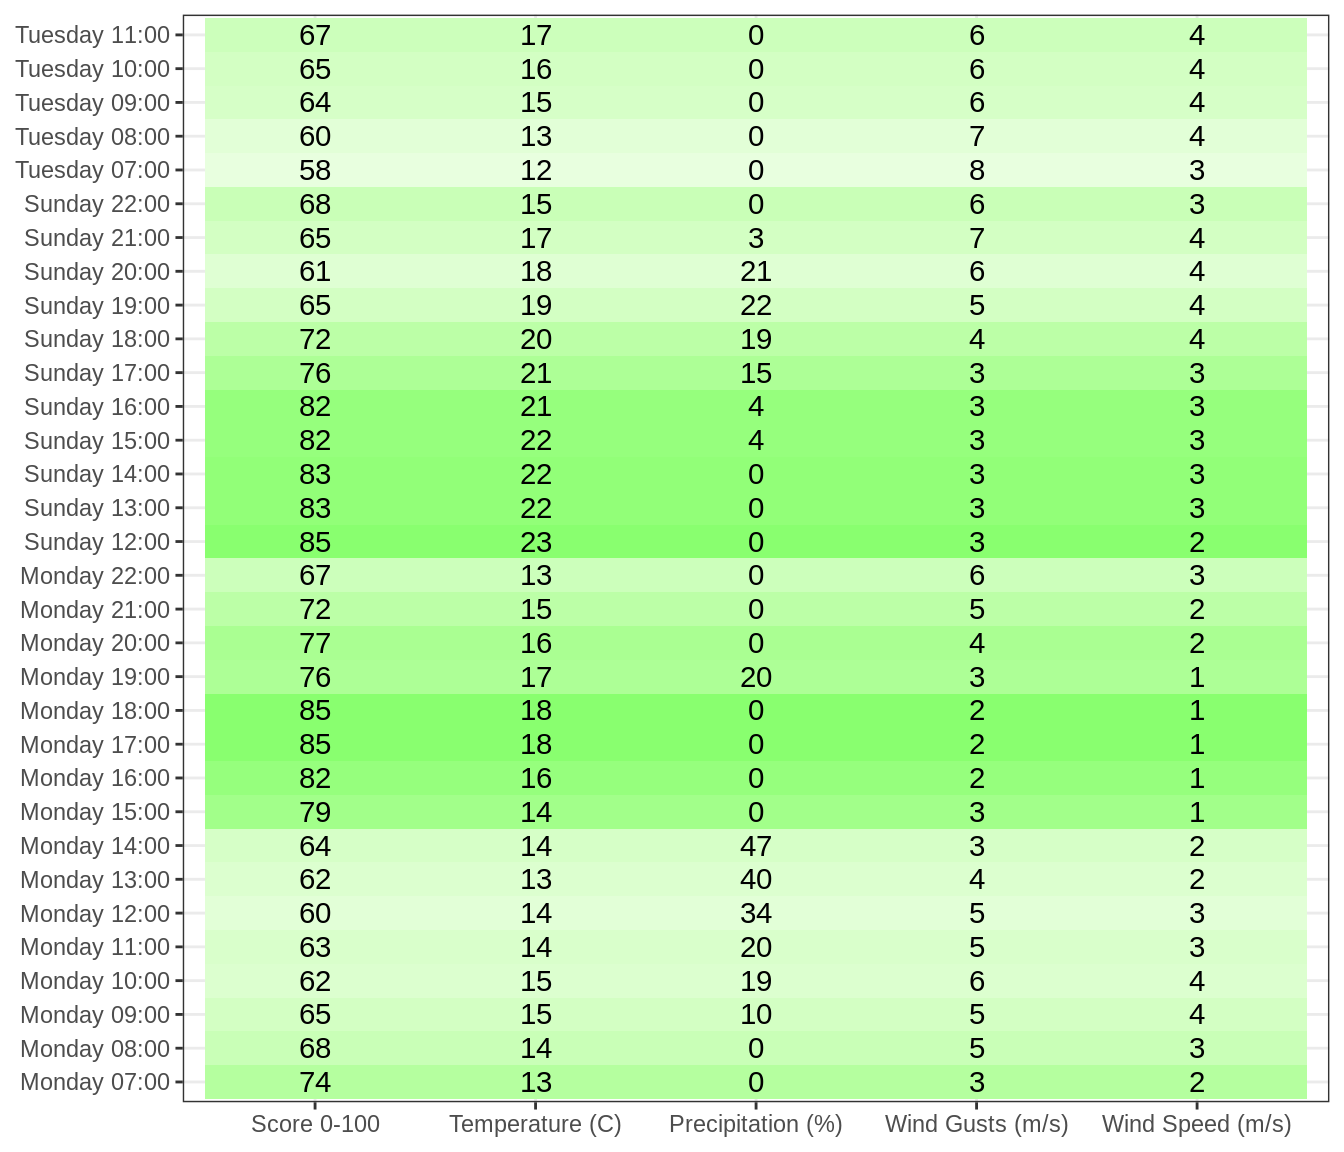 Tuesday 11:00 67 17 0 6 4
Tuesday 10:00 65 16 0 6 4
Tuesday 09:00 64 15 0 6 4
Tuesday 08:00 60 13 0 7 4
Tuesday 07:00 58 12 0 8 3
Sunday 22:00 68 15 0 6 3
Sunday 21:00 65 17 3 7 4
Sunday 20:00 61 18 21 6 4
Sunday 19:00 65 19 22 5 4
Sunday 18:00 72 20 19 4 4
Sunday 17:00 76 21 15 3 3
Sunday 16:00 82 21 4 3 3
Sunday 15:00 82 22 4 3 3
Sunday 14:00 83 22 0 3 3
Sunday 13:00 83 22 0 3 3
Sunday 12:00 85 23 0 3 2
Monday 22:00 67 13 0 6 3
Monday 21:00 72 15 0 5 2
Monday 20:00 77 16 0 4 2
Monday 19:00 76 17 20 3 1
Monday 18:00 85 18 0 2 1
Monday 17:00 85 18 0 2 1
Monday 16:00 82 16 0 2 1
Monday 15:00 79 14 0 3 1
Monday 14:00 64 14 47 3 2
Monday 13:00 62 13 40 4 2
Monday 12:00 60 14 34 5 3
Monday 11:00 63 14 20 5 3
Monday 10:00 62 15 19 6 4
Monday 09:00 65 15 10 5 4
Monday 08:00 68 14 0 5 3
Monday 07:00 74 13 0 3 2
Score 0-100 Temperature (C) Precipitation (%) Wind Gusts (m/s) Wind Speed (m/s)